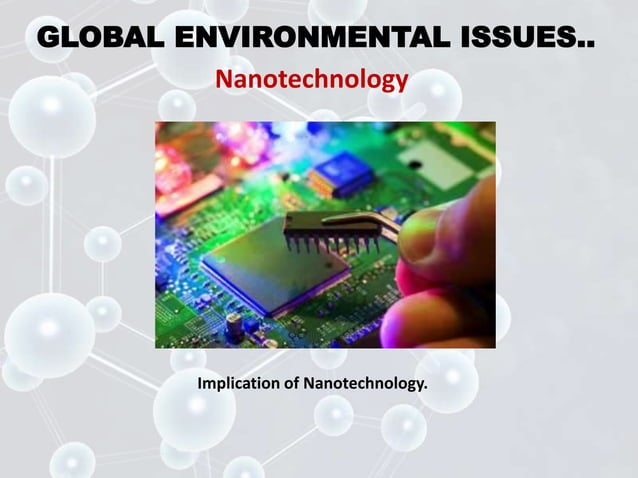 GLOBAL ENVIRONMENTAL ISSUES..
Nanotechnology
Implication of Nanotechnology.